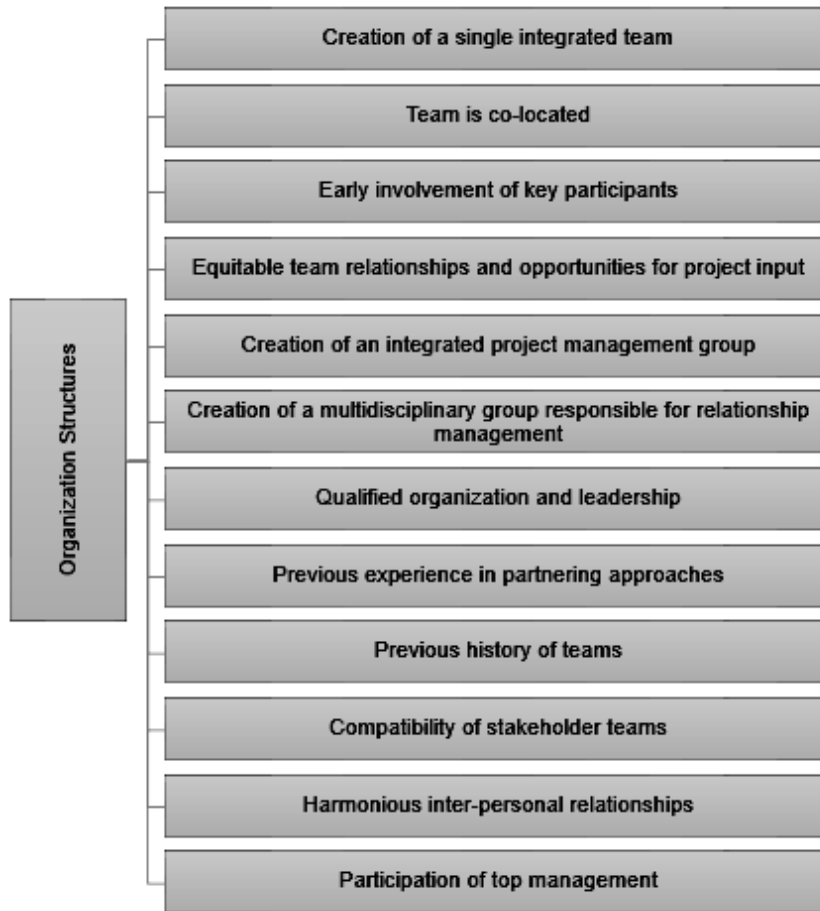 Organization Structures
Creation of a single integrated team
Team is co-located
Early involvement of key participants
Equitable team relationships and opportunities for project input
Creation of an integrated project management group
Creation of a multidisciplinary group responsible for relationship
management
Qualified organization and leadership
Previous experience in partnering approaches
Previous history of teams
Compatibility of stakeholder teams
Harmonious inter-personal relationships
Participation of top management